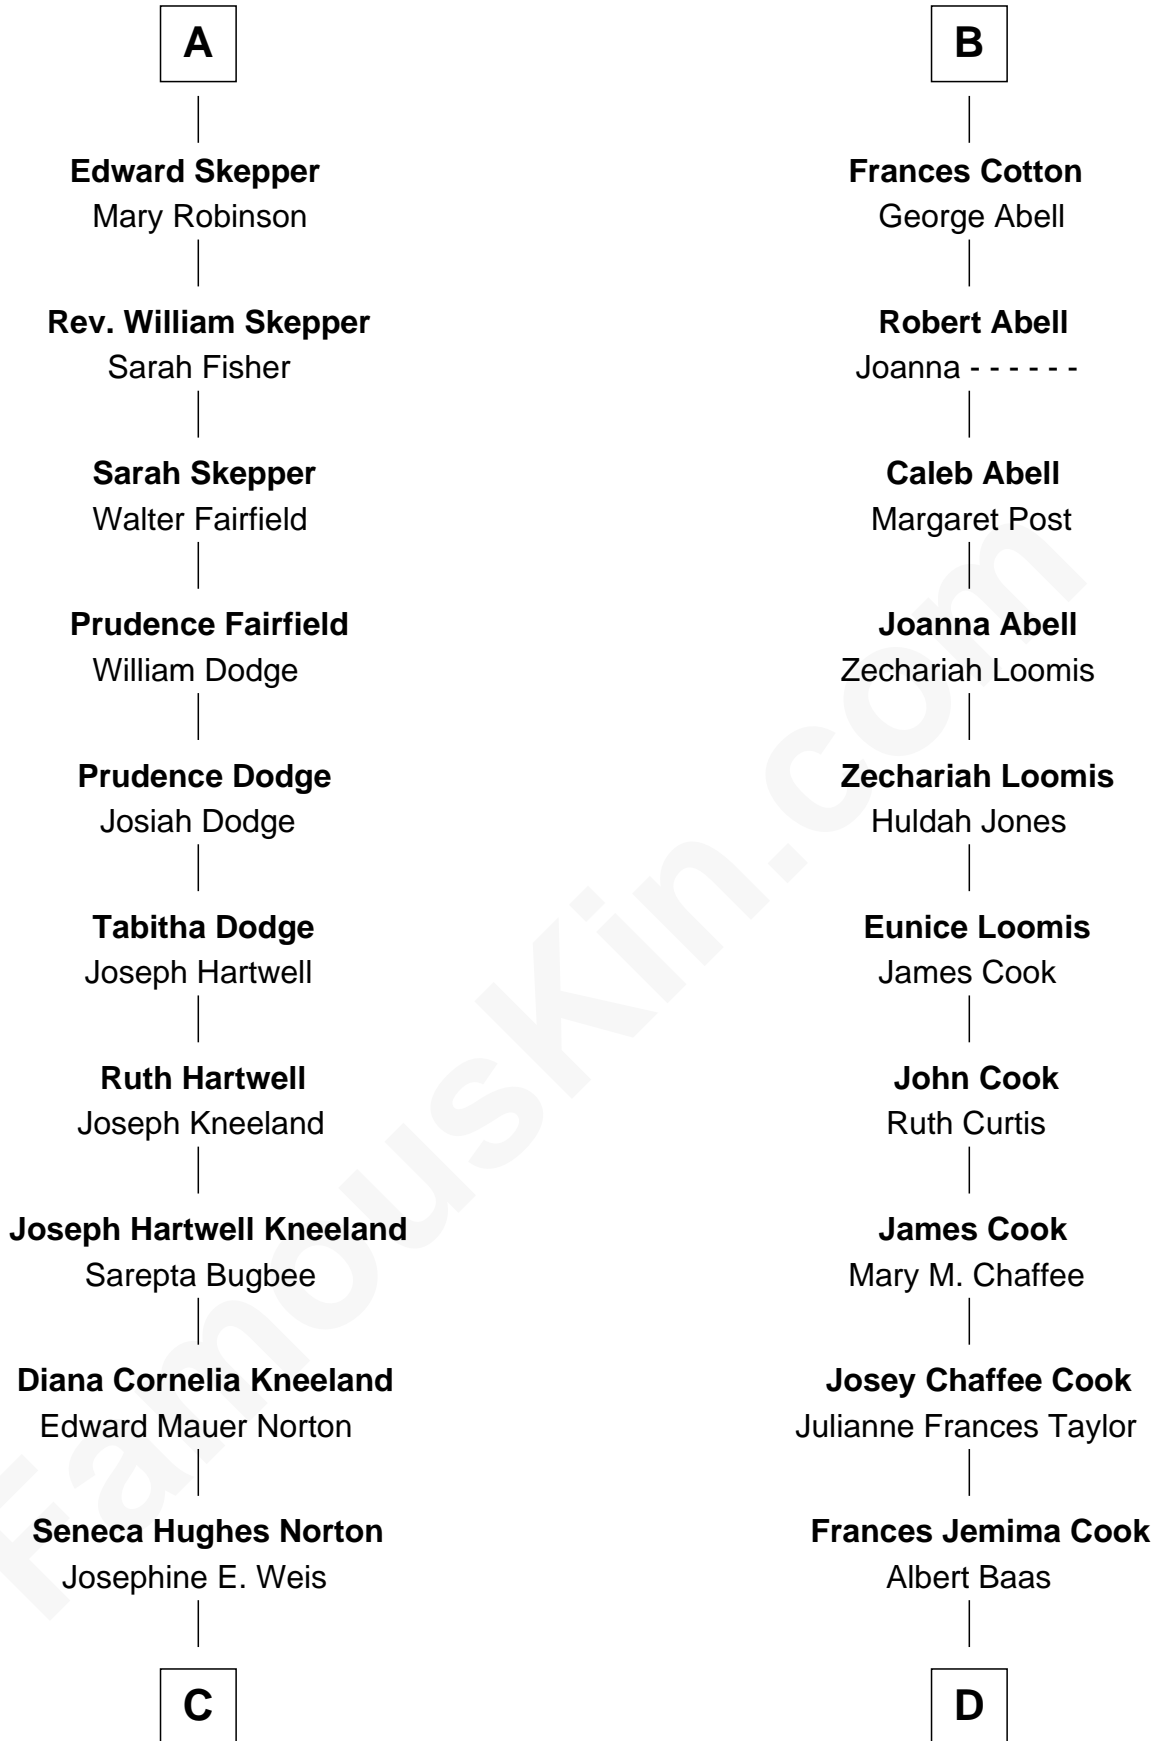 A
Edward Skepper
Mary Robinson
Rev. William Skepper
Sarah Fisher
Sarah Skepper
Walter Fairfield
Prudence Fairfield
William Dodge
Prudence Dodge
Josiah Dodge
Tabitha Dodge
Joseph Hartwell
Ruth Hartwell
Joseph Kneeland
Joseph Hartwell Kneeland
Sarepta Bugbee
Diana Cornelia Kneeland
Edward Mauer Norton
Seneca Hughes Norton
Josephine E. Weis
C
B
Frances Cotton
George Abell
Robert Abell
Joanna - - - - - -
Caleb Abell
Margaret Post
Joanna Abell
Zechariah Loomis
Zechariah Loomis
Huldah Jones
Eunice Loomis
James Cook
John Cook
Ruth Curtis
James Cook
Mary M. Chaffee
Josey Chaffee Cook
Julianne Frances Taylor
Frances Jemima Cook
Albert Baas
D
FamousKin.com